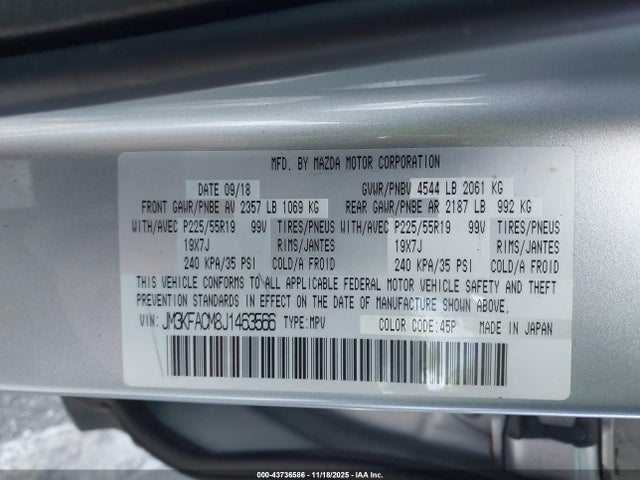 MFD. BY MAZDA MOTOR CORPORATION
DATE 09/18 GVWR/PNBV 4544 LB 2061 KG
FRONT GAWR/PNBE AV 2357 LB 1069 KG REAR GAWR/PNBE AR 2187 LB 992 KG
WITH/AVEC P225/55R19 99V TIRES/PNEUS WITH/AVEC P225/55R19 99V TIRES/PNEUS
19X7J RIMS/JANTES 19X7J RIMS/JANTES
240 KPA/35 PSI COLD/A FROID 240 KPA/35 PSI COLD/A FROID
THIS VEHICLE CONFORMS TO ALL APPLICABLE FEDERAL MOTOR VEHICLE SAFETY AND THEFT
PREVENTION STANDARDS IN EFFECT ON THE DATE OF MANUFACTURE SHOWN ABOVE.
VIN: JM3KFACM8J1463566 TYPE:MPV COLOR CODE:45P MADE IN JAPAN
000-43736586 | 11/18/2025 | IAA Inc.